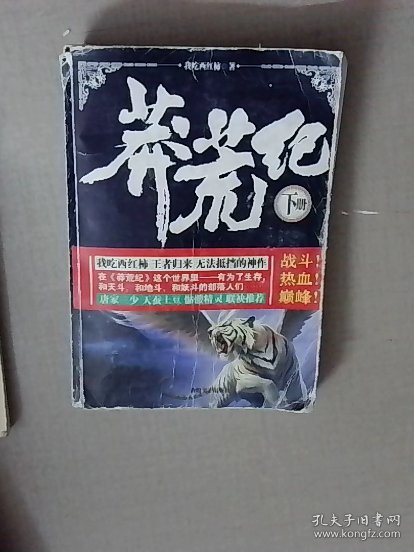 我吃西红柿 著
莽荒纪
下册
我吃西红柿 王者归来 无法抵挡的神作
在《莽荒纪》这个世界里——有为了生存,
和天斗,和地斗,和妖斗的部落人们
唐家三少 天蚕土豆 骷髅精灵 联袂推荐
战斗!
热血!
巅峰!
孔夫子旧书网
www.kongfz.com